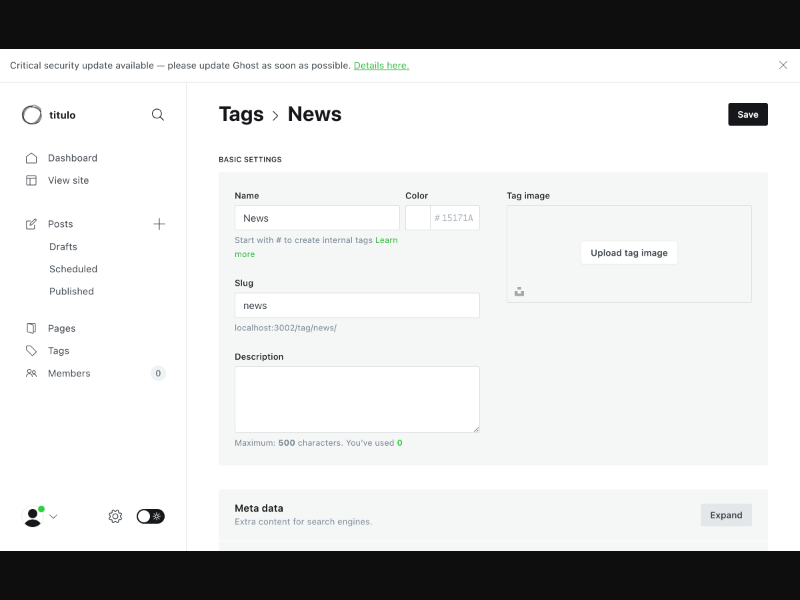 Critical security update available — please update Ghost as soon as possible. Details here.
titulo
Tags > News
Save
Dashboard
View site
Posts
Drafts
Scheduled
Published
Pages
Tags
Members 0
BASIC SETTINGS
Name
News
Color
# 15171A
Start with # to create internal tags Learn
more
Slug
news
localhost:3002/tag/news/
Description
Maximum: 500 characters. You've used 0
Tag image
Upload tag image
Meta data
Extra content for search engines.
Expand